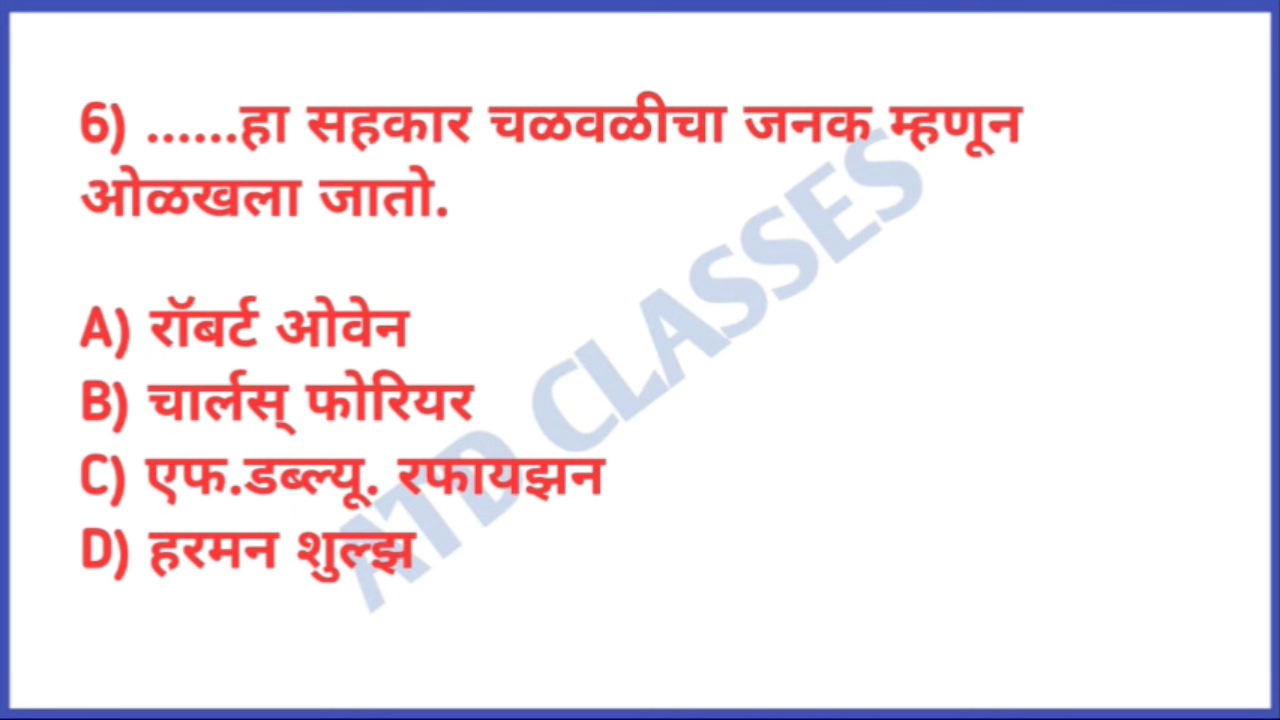 6) ......हा सहकार चळवळीचा जनक म्हणून
ओळखला जातो.
A) रॉबर्ट ओवेन
B) चार्लस् फोरियर
C) एफ.डब्ल्यू. रफायझन
D) हरमन शुल्झ
ATD CLASSES